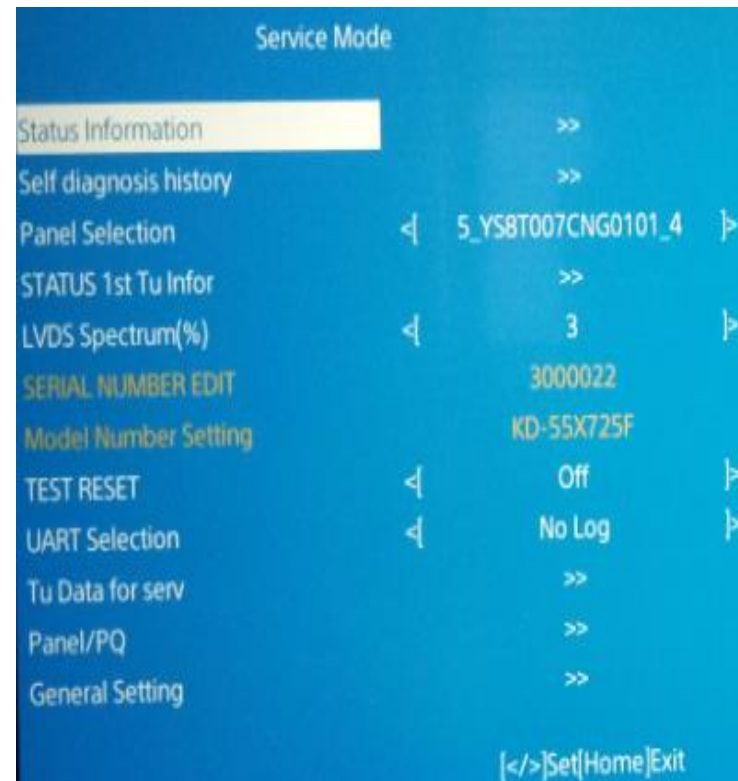 Service Mode
Status Information >>
Self diagnosis history >>
Panel Selection <[ 5_YS8T007CNG0101_4 ]>
STATUS 1st Tu Infor >>
LVDS Spectrum(%) <[ 3 ]>
SERIAL NUMBER EDIT 3000022
Model Number Setting KD-55X725F
TEST RESET <[ Off ]>
UART Selection <[ No Log ]>
Tu Data for serv >>
Panel/PQ >>
General Setting >>
[</>]Set[Home]Exit